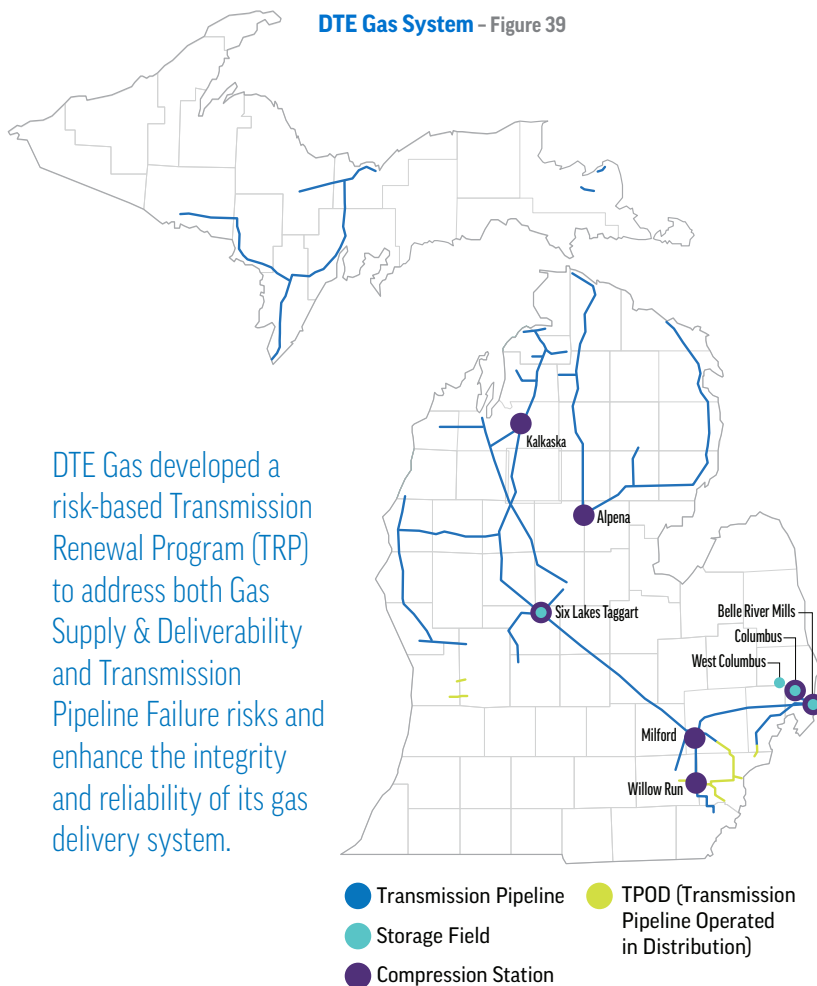 DTE Gas System – Figure 39
Kalkaska
Alpena
DTE Gas developed a
risk-based Transmission
Renewal Program (TRP)
to address both Gas
Supply & Deliverability
and Transmission
Pipeline Failure risks and
enhance the integrity
and reliability of its gas
delivery system.
Six Lakes Taggart
Belle River Mills
Columbus
West Columbus
Milford
Willow Run
Transmission Pipeline
Storage Field
Compression Station
TPOD (Transmission
Pipeline Operated
in Distribution)